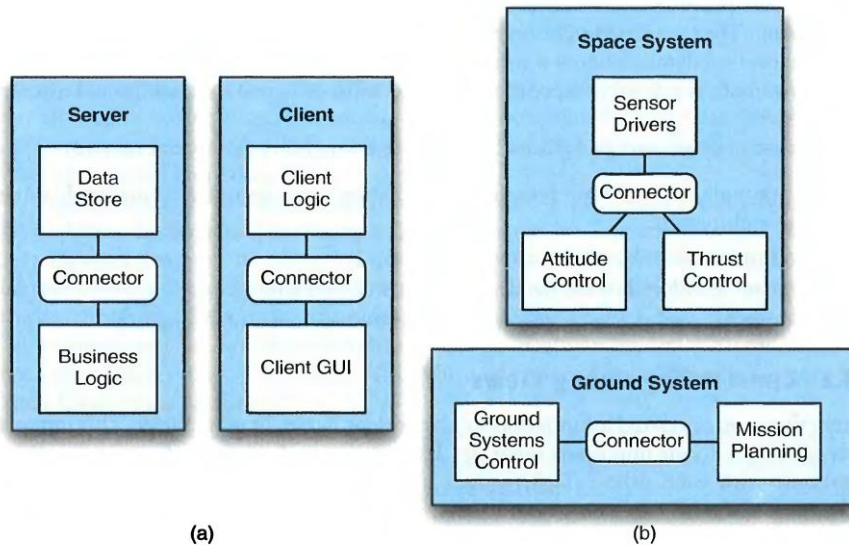 Server
Data
Store
Connector
Business
Logic
Client
Client
Logic
Connector
Client GUI
(a)
Space System
Sensor
Drivers
Connector
Attitude
Control
Thrust
Control
Ground System
Ground
Systems
Control
Connector
Mission
Planning
(b)